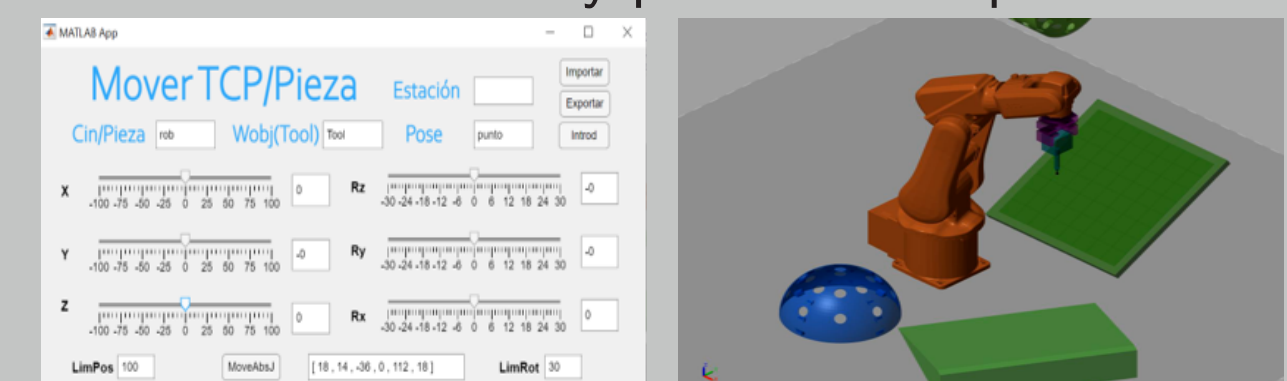 MATLAB App
Mover TCP/Pieza
Estación
Importar
Exportar
Cin/Pieza rob Wobj(Tool) Tool Pose punto Introd
X -100 -75 -50 -25 0 25 50 75 100 0 Rz -30 -24 -18 -12 -6 0 6 12 18 24 30 -0
Y -100 -75 -50 -25 0 25 50 75 100 -0 Ry -30 -24 -18 -12 -6 0 6 12 18 24 30 -0
Z -100 -75 -50 -25 0 25 50 75 100 0 Rx -30 -24 -18 -12 -6 0 6 12 18 24 30 0
LimPos 100 MoveAbsJ [ 18 , 14 , -36 , 0 , 112 , 18 ] LimRot 30